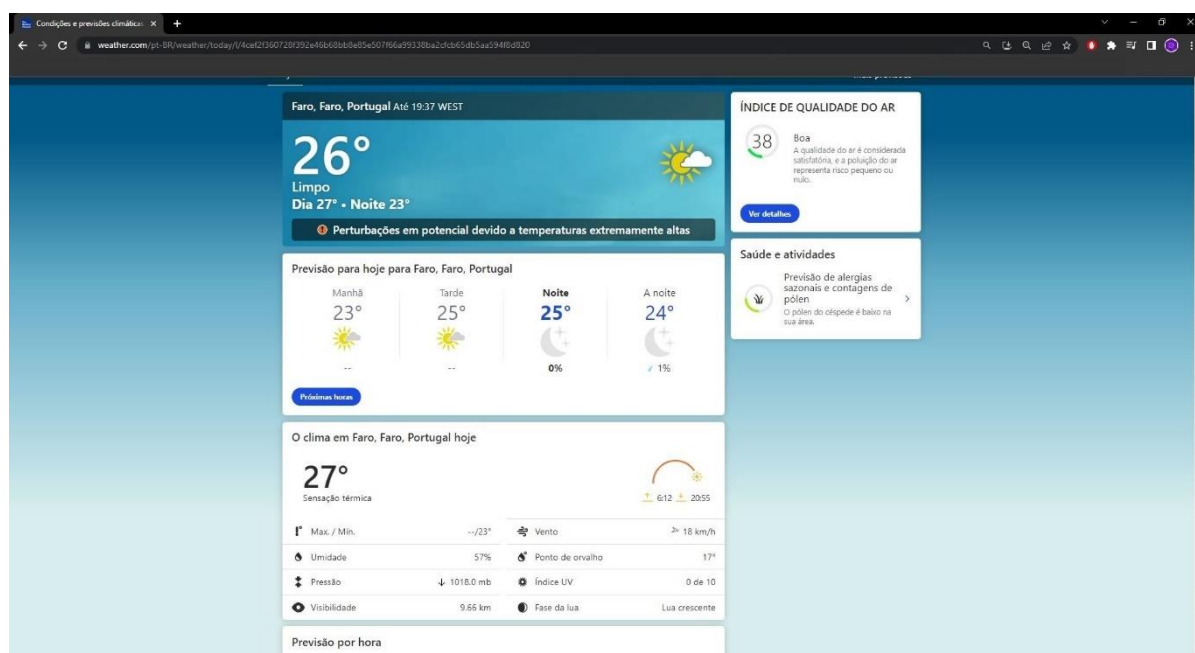 Condições e previsões climáticas
weather.com/pt-BR/weather/today/l/4cef2f360728f392e46b68bb8e85e507f66a99338ba2cfcb65db5aa594f8d820
Faro, Faro, Portugal Até 19:37 WEST
26°
Limpo
Dia 27° • Noite 23°
Perturbações em potencial devido a temperaturas extremamente altas
Previsão para hoje para Faro, Faro, Portugal
Manhã Tarde Noite A noite
23° 25° 25° 24°
-- -- 0% 1%
Próximas horas
O clima em Faro, Faro, Portugal hoje
27°
Sensação térmica
6:12 20:55
Max. / Mín. --/23°
Vento 18 km/h
Umidade 57%
Ponto de orvalho 17°
Pressão ↓ 1018.0 mb
Índice UV 0 de 10
Visibilidade 9.66 km
Fase da lua Lua crescente
Previsão por hora
ÍNDICE DE QUALIDADE DO AR
38
Boa
A qualidade do ar é considerada
satisfatória, e a poluição do ar
representa risco pequeno ou
nulo.
Ver detalhes
Saúde e atividades
Previsão de alergias
sazonais e contagens de
pólen
O pólen do céspede é baixo na
sua área.